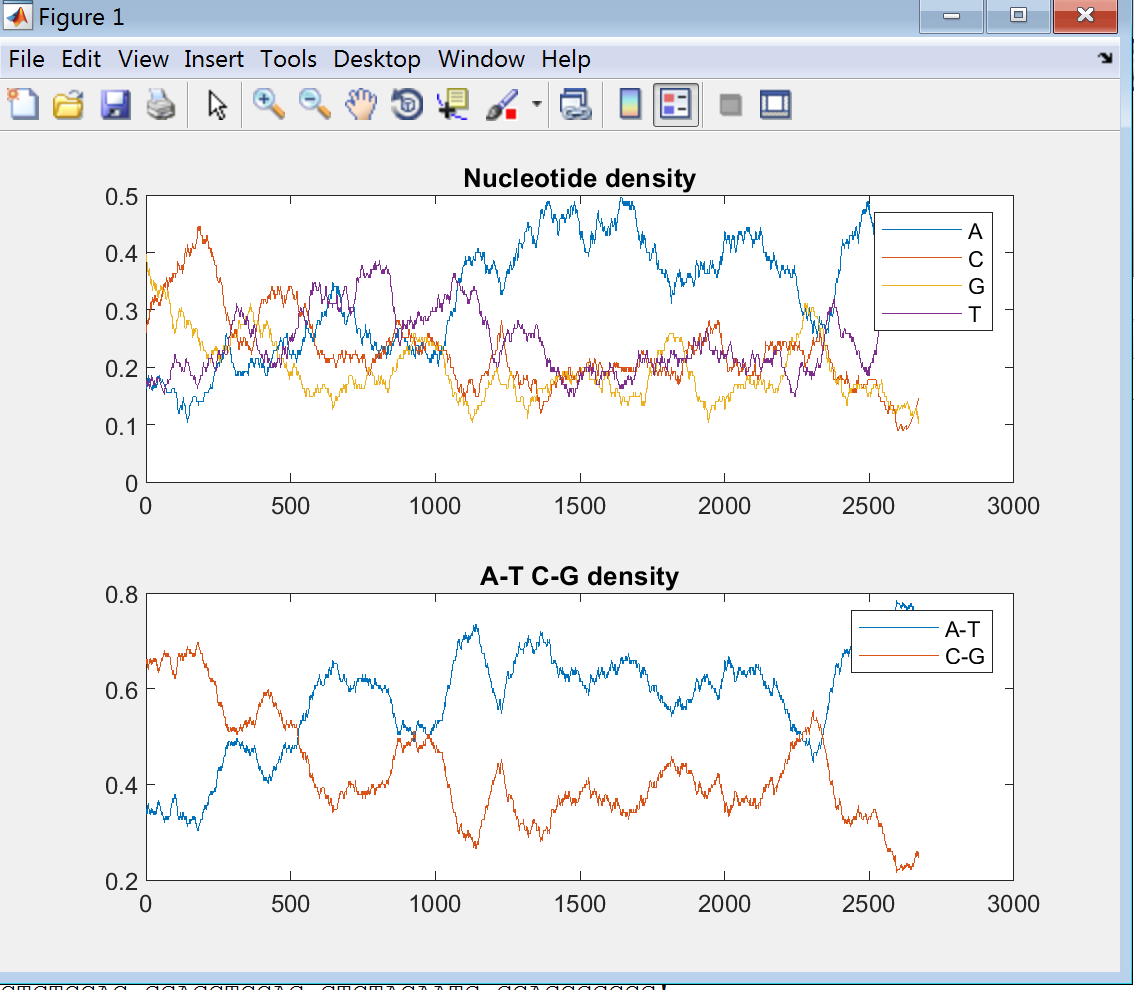 Figure 1
File Edit View Insert Tools Desktop Window Help
Nucleotide density
0.5
0.4
0.3
0.2
0.1
0
0 500 1000 1500 2000 2500 3000
A
C
G
T
A-T C-G density
0.8
0.6
0.4
0.2
0 500 1000 1500 2000 2500 3000
A-T
C-G